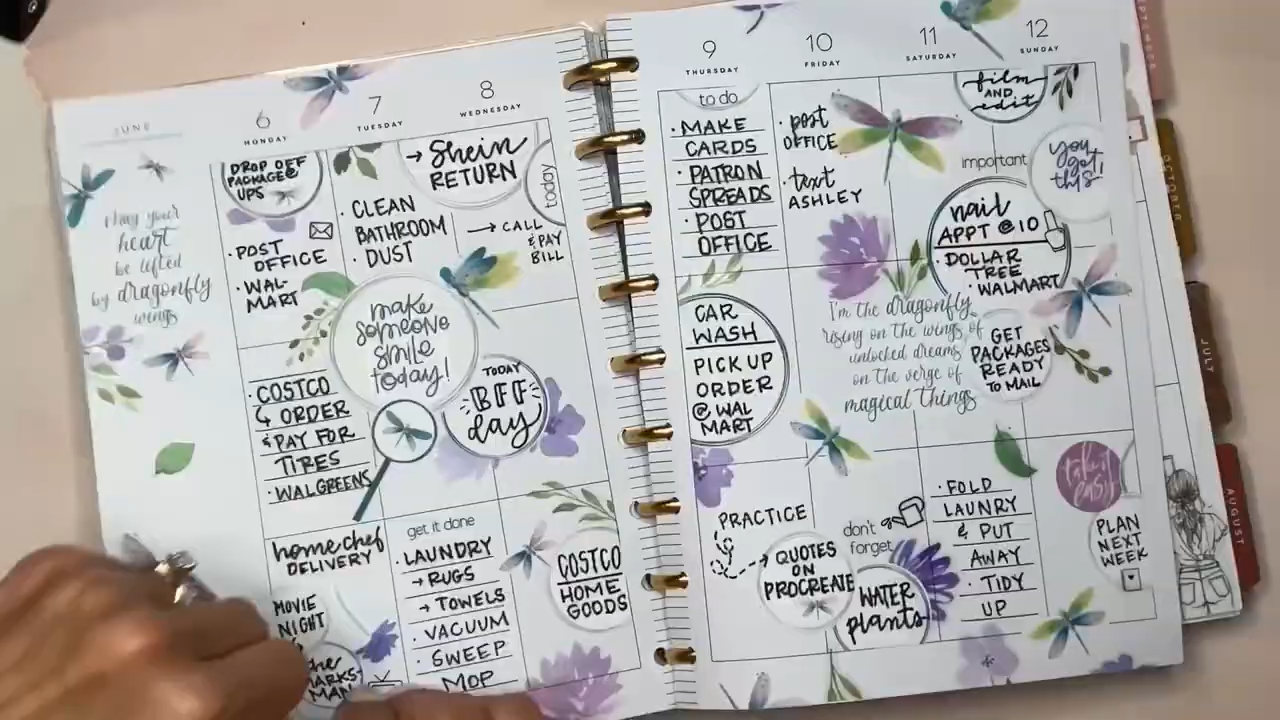 JUNE
6
MONDAY
7
TUESDAY
8
WEDNESDAY
may your
heart
be lifted
by dragonfly
wings
DROP OFF
PACKAGE @
UPS
· POST
OFFICE
· WAL-
MART
· COSTCO
↳ ORDER
& PAY FOR
TIRES
· WALGREENS
home chef
DELIVERY
MOVIE
NIGHT
the
MARKS-
MAN
· CLEAN
BATHROOM
· DUST
make
someone
smile
today!
get it done
· LAUNDRY
→ RUGS
→ TOWELS
· VACUUM
· SWEEP
MOP
→ Shein
RETURN
today
→ CALL
& PAY
BILL
TODAY
BFF
day
COSTCO
HOME
GOODS
9
THURSDAY
10
FRIDAY
11
SATURDAY
12
SUNDAY
to do
· MAKE
CARDS
· PATRON
SPREADS
· POST
OFFICE
CAR
WASH
PICK UP
ORDER
@ WAL
MART
PRACTICE
QUOTES
ON
PROCREATE
· post
OFFICE
· text
ASHLEY
I'm the dragonfly,
rising on the wings of
unlocked dreams
on the verge of
magical things
don't
forget
WATER
plants
film
AND
edit
important
you
got
this!
nail
APPT @ 10
· DOLLAR
TREE
· WALMART
GET
PACKAGES
READY
TO MAIL
· FOLD
LAUNRY
& PUT
AWAY
· TIDY
UP
take it
easy
PLAN
NEXT
WEEK
OCTOBER
JULY
AUGUST